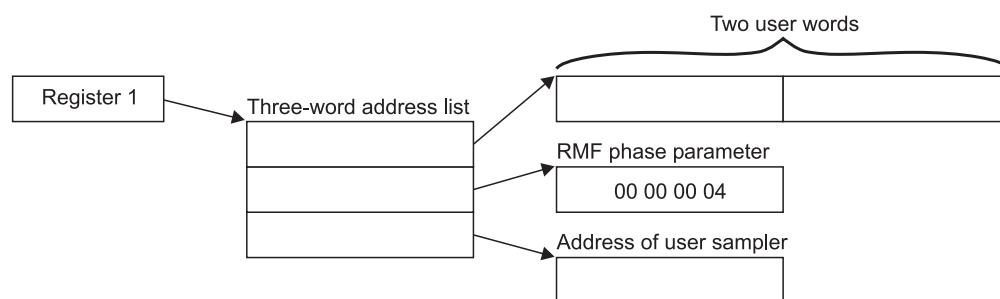 Two user words
Register 1
Three-word address list
RMF phase parameter
00 00 00 04
Address of user sampler